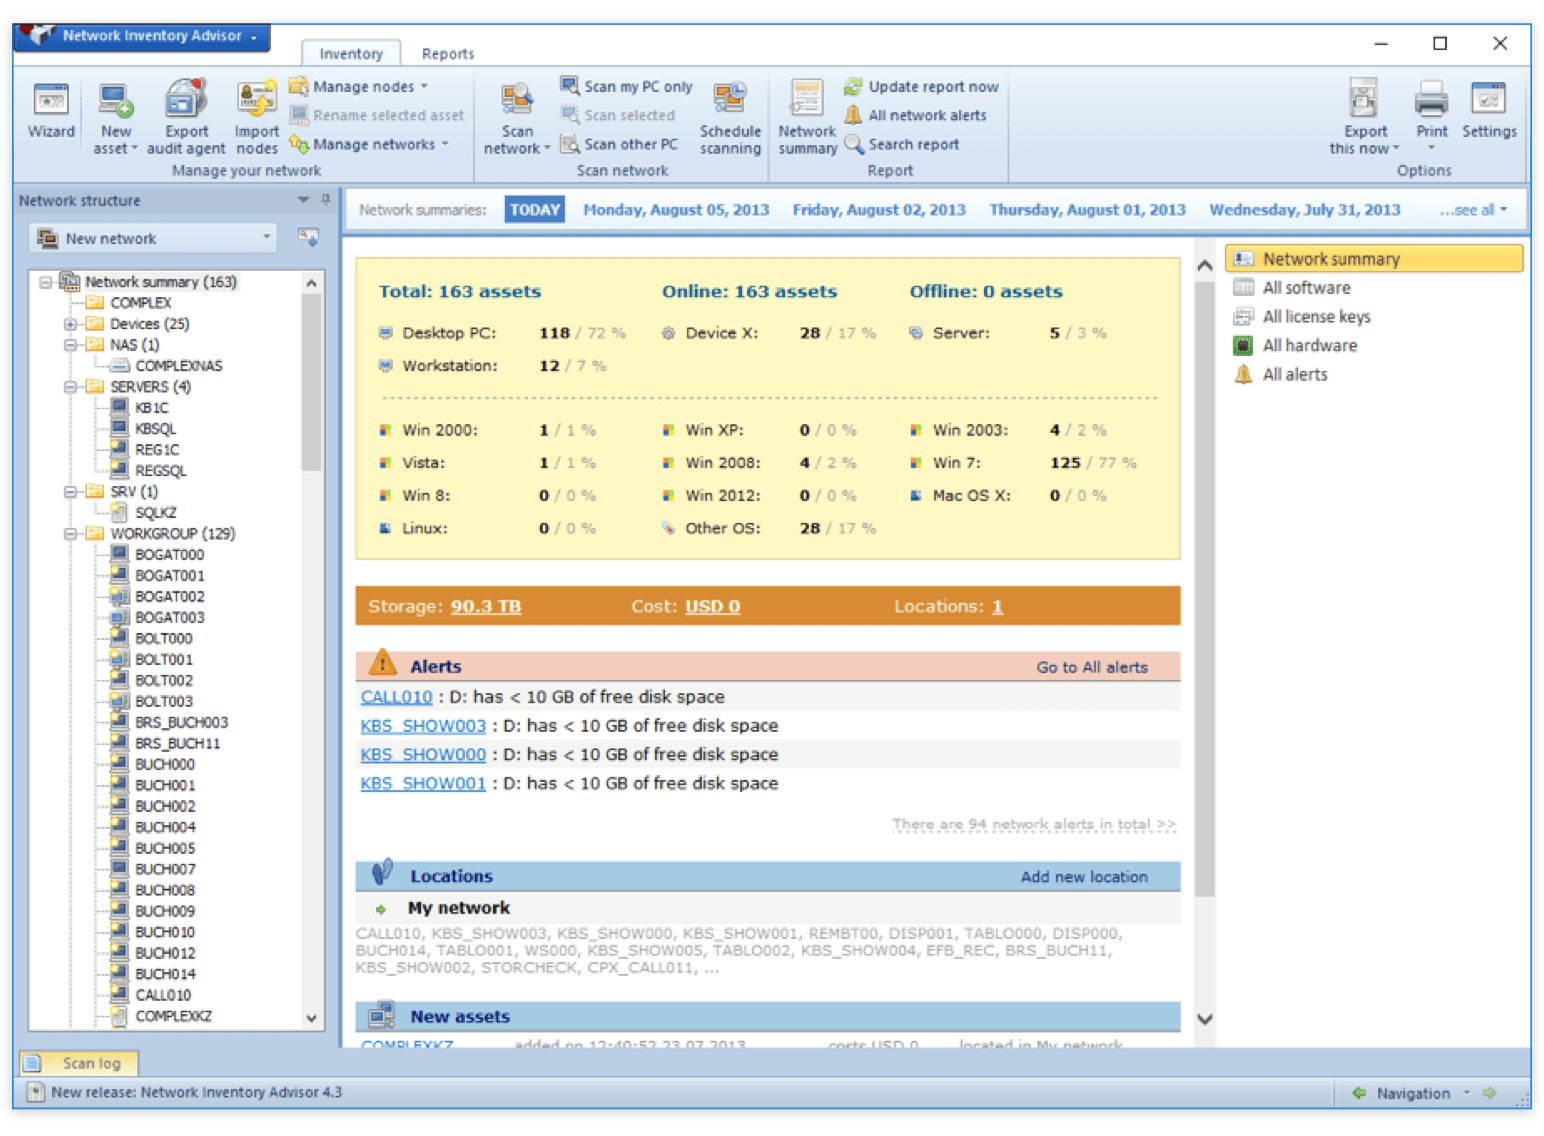 Network Inventory Advisor
Inventory
Reports
Wizard
New asset
Export audit agent
Import nodes
Manage nodes
Rename selected asset
Manage networks
Manage your network
Scan network
Scan my PC only
Scan selected
Scan other PC
Schedule scanning
Scan network
Network summary
Update report now
All network alerts
Search report
Report
Export this now
Print
Settings
Options
Network structure
New network
Network summary (163)
COMPLEX
Devices (25)
NAS (1)
COMPLEXNAS
SERVERS (4)
KB1C
KBSQL
REG1C
REGSQL
SRV (1)
SQLKZ
WORKGROUP (129)
BOGAT000
BOGAT001
BOGAT002
BOGAT003
BOLT000
BOLT001
BOLT002
BOLT003
BRS_BUCH003
BRS_BUCH11
BUCH000
BUCH001
BUCH002
BUCH004
BUCH005
BUCH007
BUCH008
BUCH009
BUCH010
BUCH012
BUCH014
CALL010
COMPLEXKZ
Network summaries: TODAY Monday, August 05, 2013 Friday, August 02, 2013 Thursday, August 01, 2013 Wednesday, July 31, 2013 ...see all
Total: 163 assets Online: 163 assets Offline: 0 assets
Desktop PC: 118 / 72 % Device X: 28 / 17 % Server: 5 / 3 %
Workstation: 12 / 7 %
Win 2000: 1 / 1 % Win XP: 0 / 0 % Win 2003: 4 / 2 %
Vista: 1 / 1 % Win 2008: 4 / 2 % Win 7: 125 / 77 %
Win 8: 0 / 0 % Win 2012: 0 / 0 % Mac OS X: 0 / 0 %
Linux: 0 / 0 % Other OS: 28 / 17 %
Storage: 90.3 TB Cost: USD 0 Locations: 1
Alerts Go to All alerts
CALL010 : D: has < 10 GB of free disk space
KBS_SHOW003 : D: has < 10 GB of free disk space
KBS_SHOW000 : D: has < 10 GB of free disk space
KBS_SHOW001 : D: has < 10 GB of free disk space
There are 94 network alerts in total >>
Locations Add new location
My network
CALL010, KBS_SHOW003, KBS_SHOW000, KBS_SHOW001, REMBT00, DISP001, TABLO000, DISP000,
BUCH014, TABLO001, WS000, KBS_SHOW005, TABLO002, KBS_SHOW004, EFB_REC, BRS_BUCH11,
KBS_SHOW002, STORCHECK, CPX_CALL011, ...
New assets
COMPLEXKZ added on 12:40:52 23.07.2013 costs USD 0 located in My network
Network summary
All software
All license keys
All hardware
All alerts
Scan log
New release: Network Inventory Advisor 4.3
Navigation